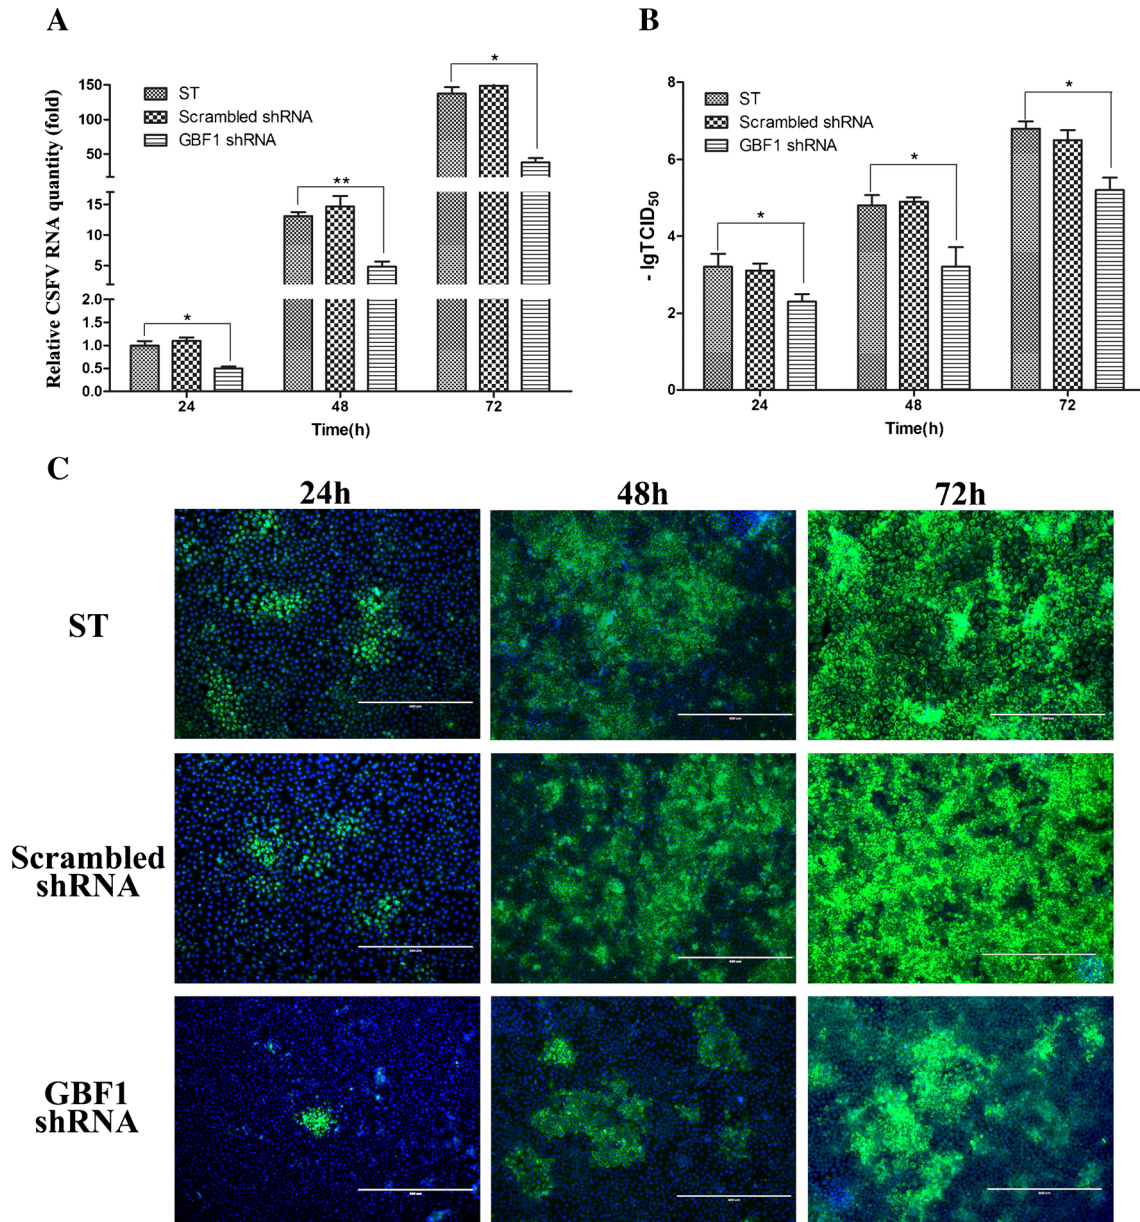 A
B
Relative CSFV RNA quantity (fold)
ST
Scrambled shRNA
GBF1 shRNA
150
100
50
15
10
5
2.0
1.5
1.0
0.5
0.0
*
**
*
24
48
72
Time(h)
- lgTCID50
ST
Scrambled shRNA
GBF1 shRNA
8
6
4
2
0
*
*
*
24
48
72
Time(h)
C
24h
48h
72h
ST
Scrambled
shRNA
GBF1
shRNA